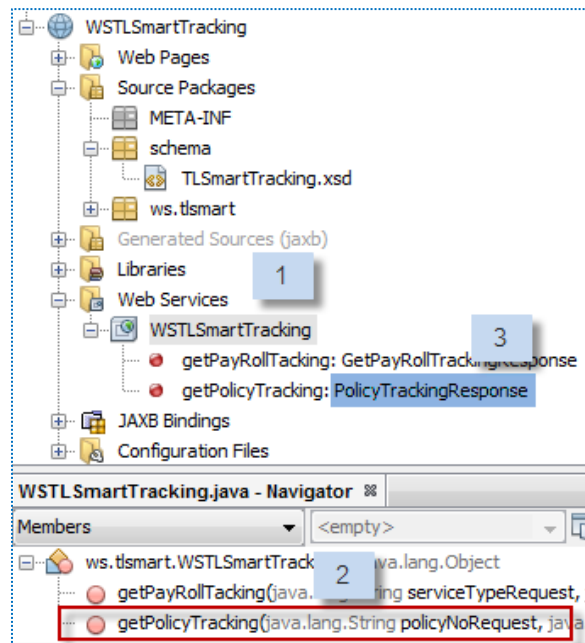 WSTLSmartTracking
Web Pages
Source Packages
META-INF
schema
TLSmartTracking.xsd
ws.tlsmart
Generated Sources (jaxb)
Libraries
1
Web Services
WSTLSmartTracking
3
getPayRollTacking: GetPayRollTrackingResponse
getPolicyTracking: PolicyTrackingResponse
JAXB Bindings
Configuration Files
WSTLSmartTracking.java - Navigator
Members <empty>
ws.tlsmart.WSTLSmartTrack va.lang.Object
2
getPayRollTacking(java. ring serviceTypeRequest,
getPolicyTracking(java.lang.String policyNoRequest, java